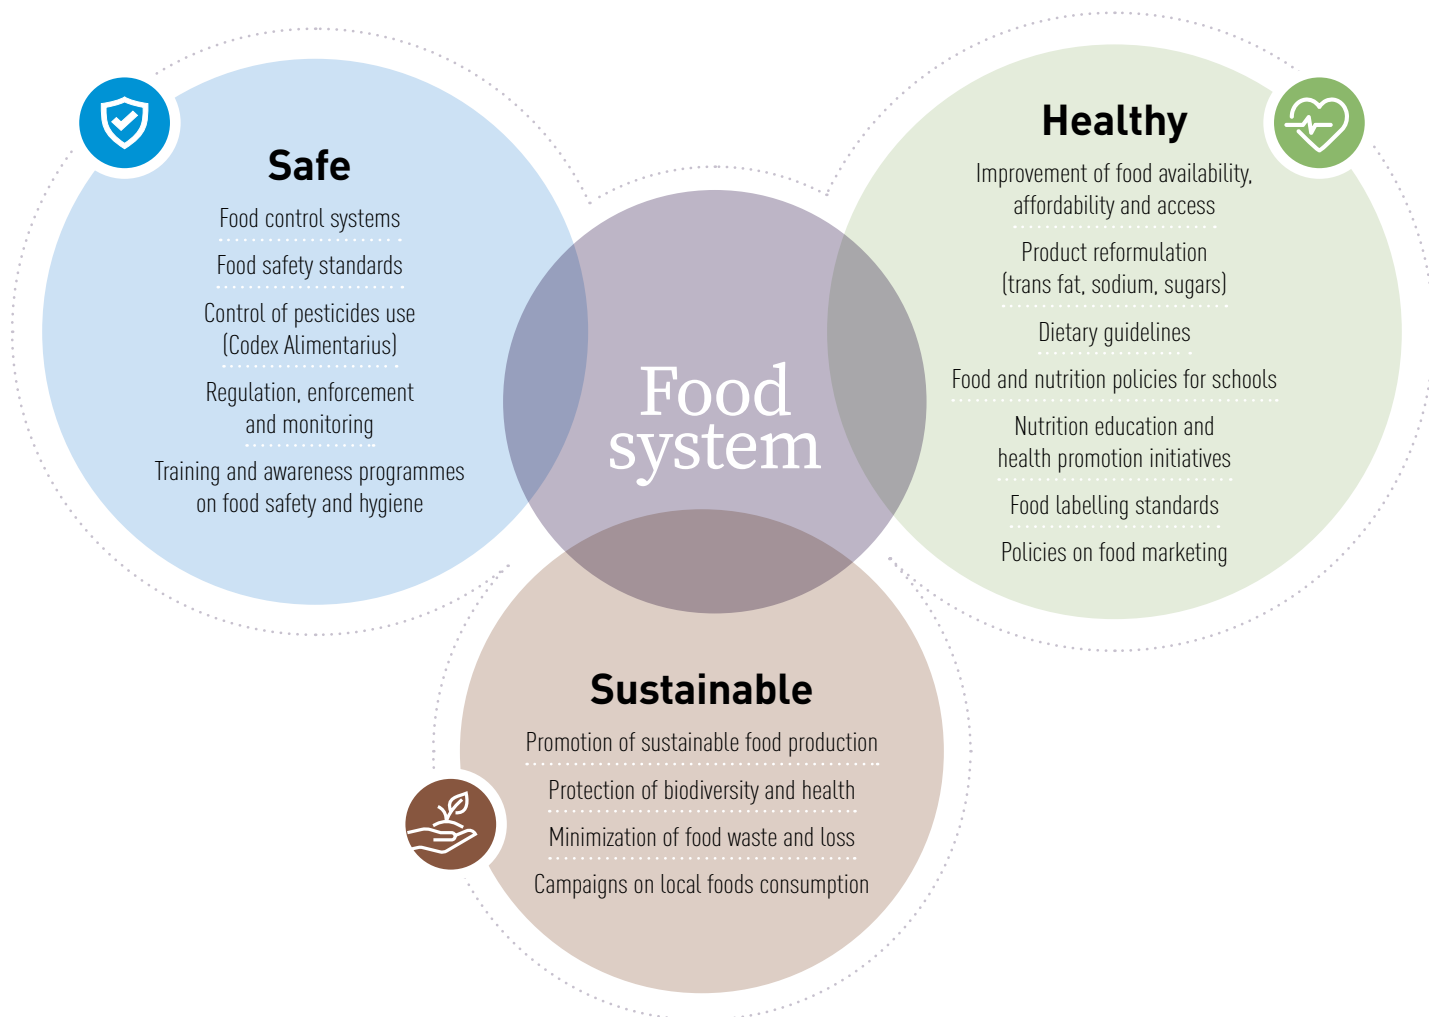 Safe
Food control systems
Food safety standards
Control of pesticides use
(Codex Alimentarius)
Regulation, enforcement
and monitoring
Training and awareness programmes
on food safety and hygiene
Food
system
Healthy
Improvement of food availability,
affordability and access
Product reformulation
(trans fat, sodium, sugars)
Dietary guidelines
Food and nutrition policies for schools
Nutrition education and
health promotion initiatives
Food labelling standards
Policies on food marketing
Sustainable
Promotion of sustainable food production
Protection of biodiversity and health
Minimization of food waste and loss
Campaigns on local foods consumption